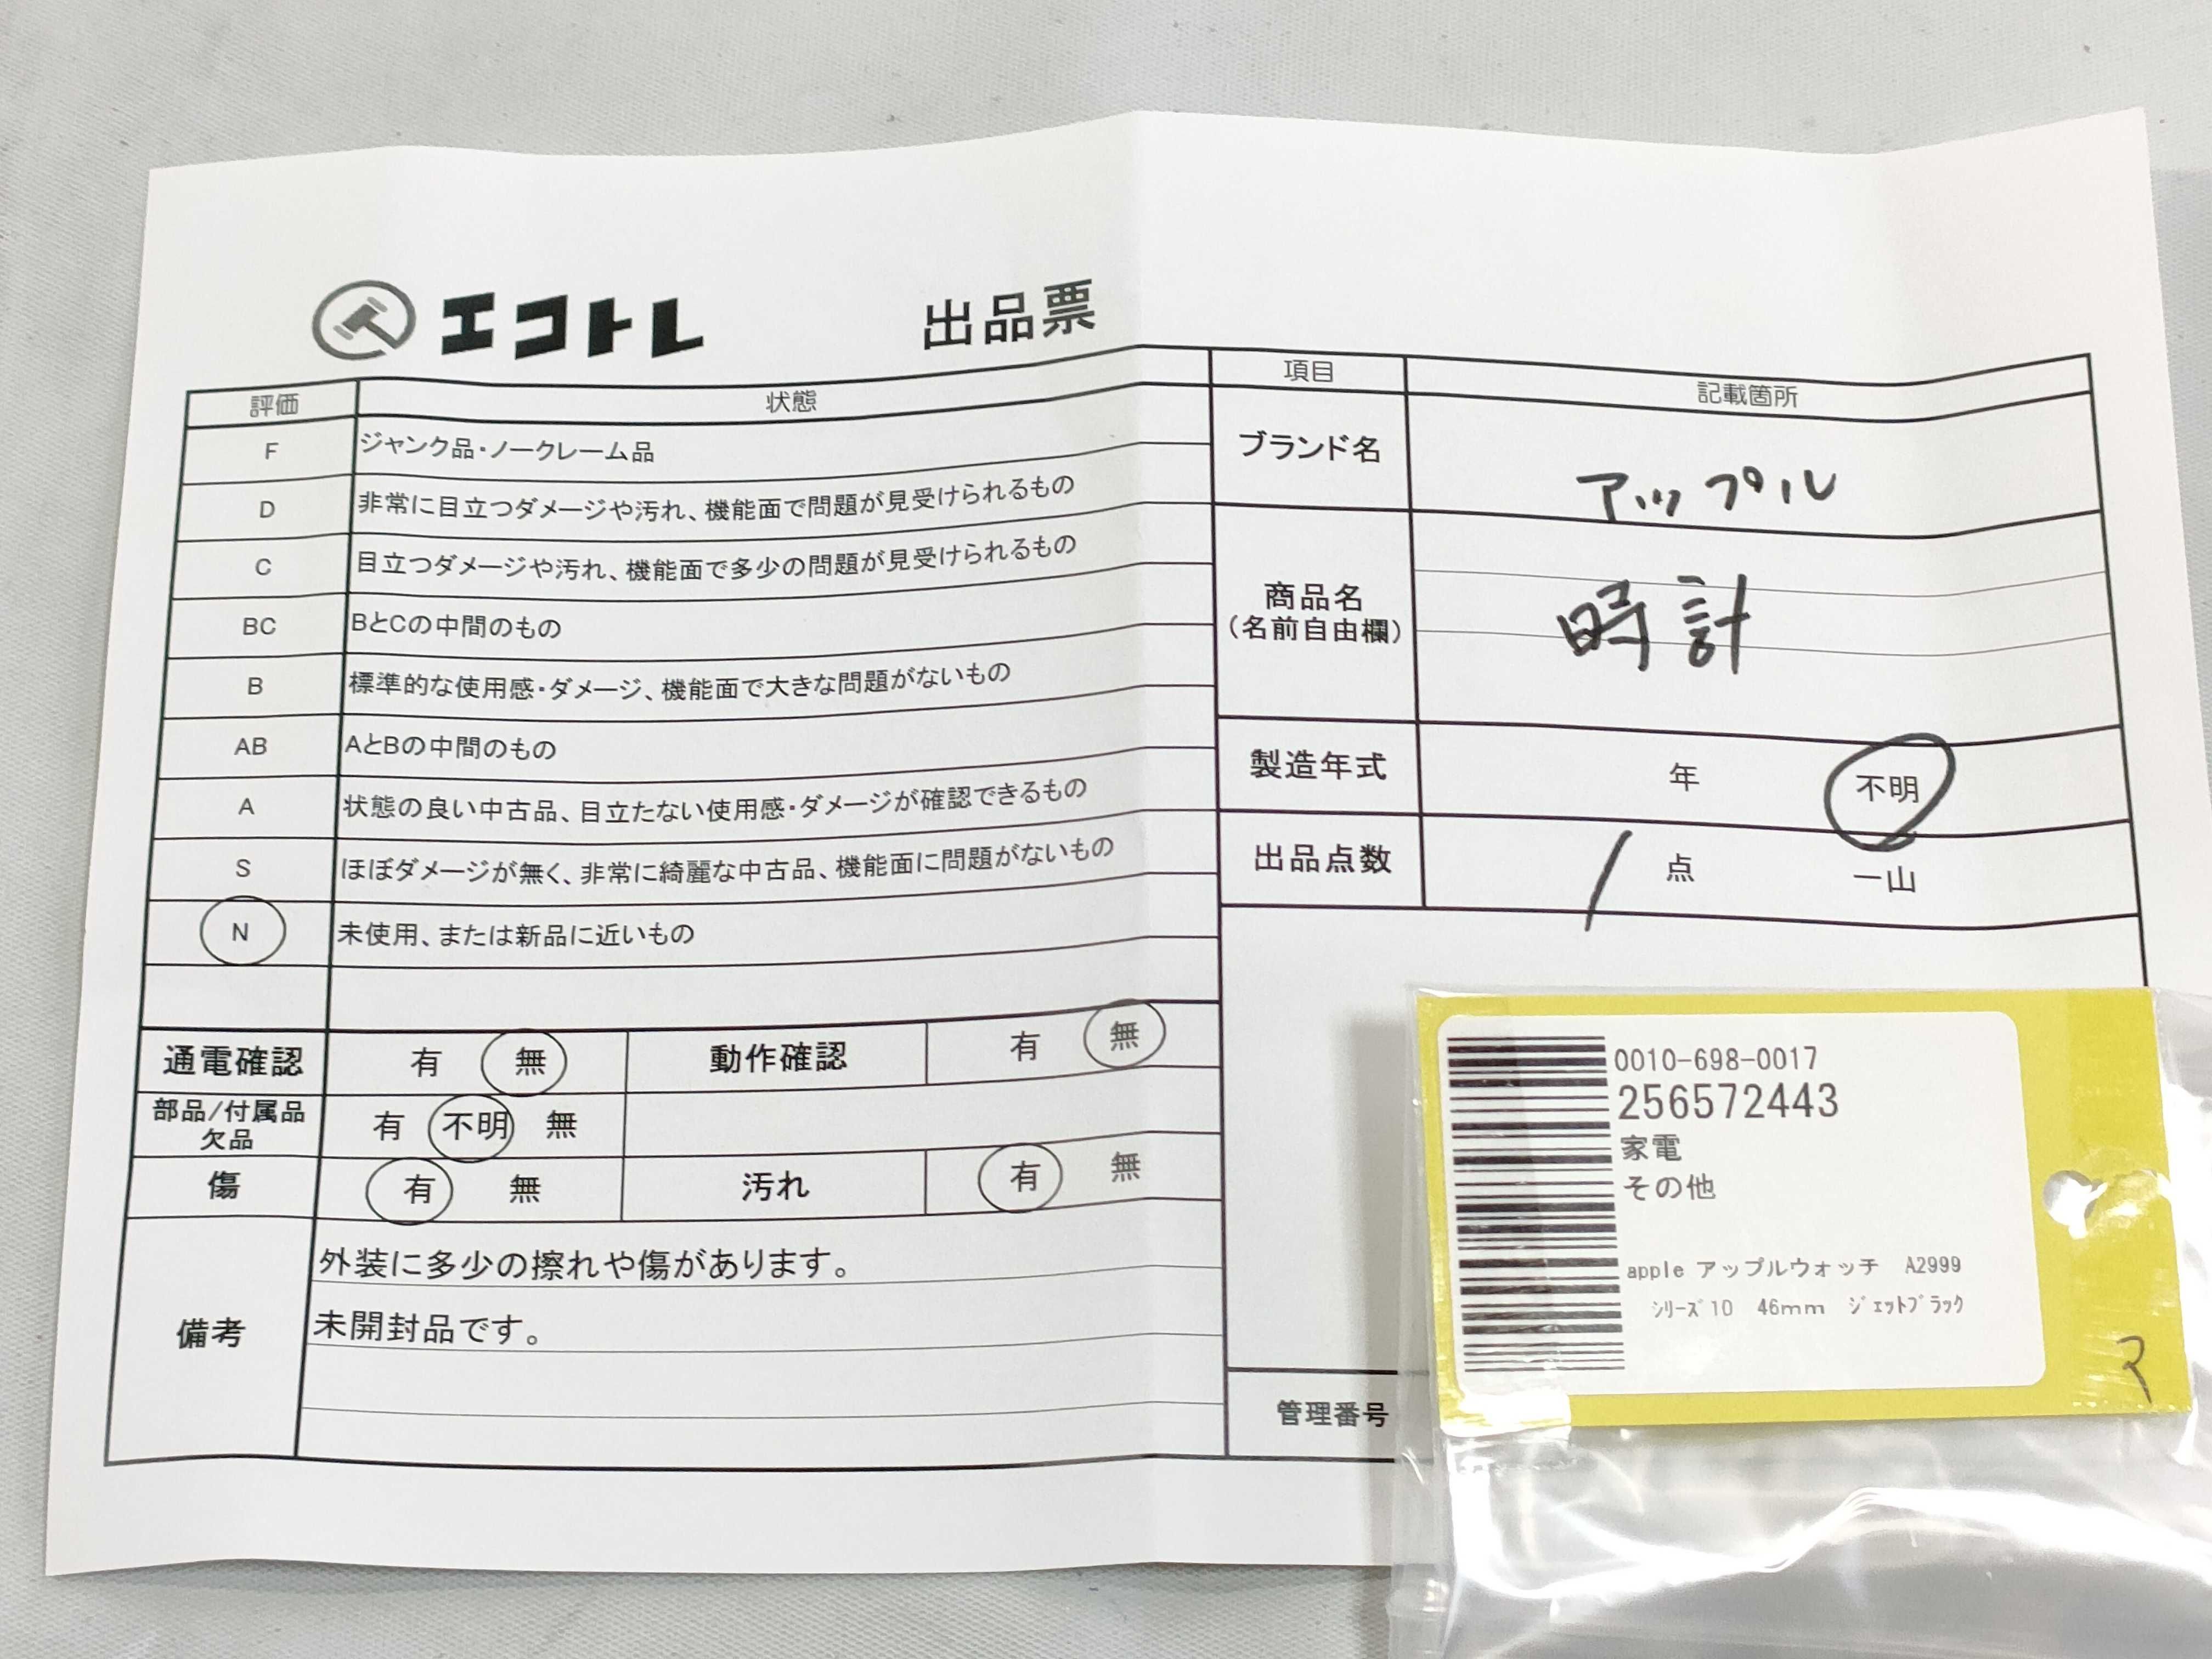 エコトレ 出品票
評価 状態
F ジャンク品・ノークレーム品
D 非常に目立つダメージや汚れ、機能面で問題が見受けられるもの
C 目立つダメージや汚れ、機能面で多少の問題が見受けられるもの
BC BとCの中間のもの
B 標準的な使用感・ダメージ、機能面で大きな問題がないもの
AB AとBの中間のもの
A 状態の良い中古品、目立たない使用感・ダメージが確認できるもの
S ほぼダメージが無く、非常に綺麗な中古品、機能面に問題がないもの
N 未使用、または新品に近いもの
通電確認 有 無 動作確認 有 無
部品/付属品
欠品 有 不明 無
傷 有 無 汚れ 有 無
備考
外装に多少の擦れや傷があります。
未開封品です。
項目 記載箇所
ブランド名 アップル
商品名
(名前自由欄) 時計
製造年式 年 不明
出品点数 1 点 一山
管理番号
0010-698-0017
256572443
家電
その他
apple アップルウォッチ A2999
ｼﾘｰｽﾞ10 46mm ｼﾞｪｯﾄﾌﾞﾗｯｸ
マ